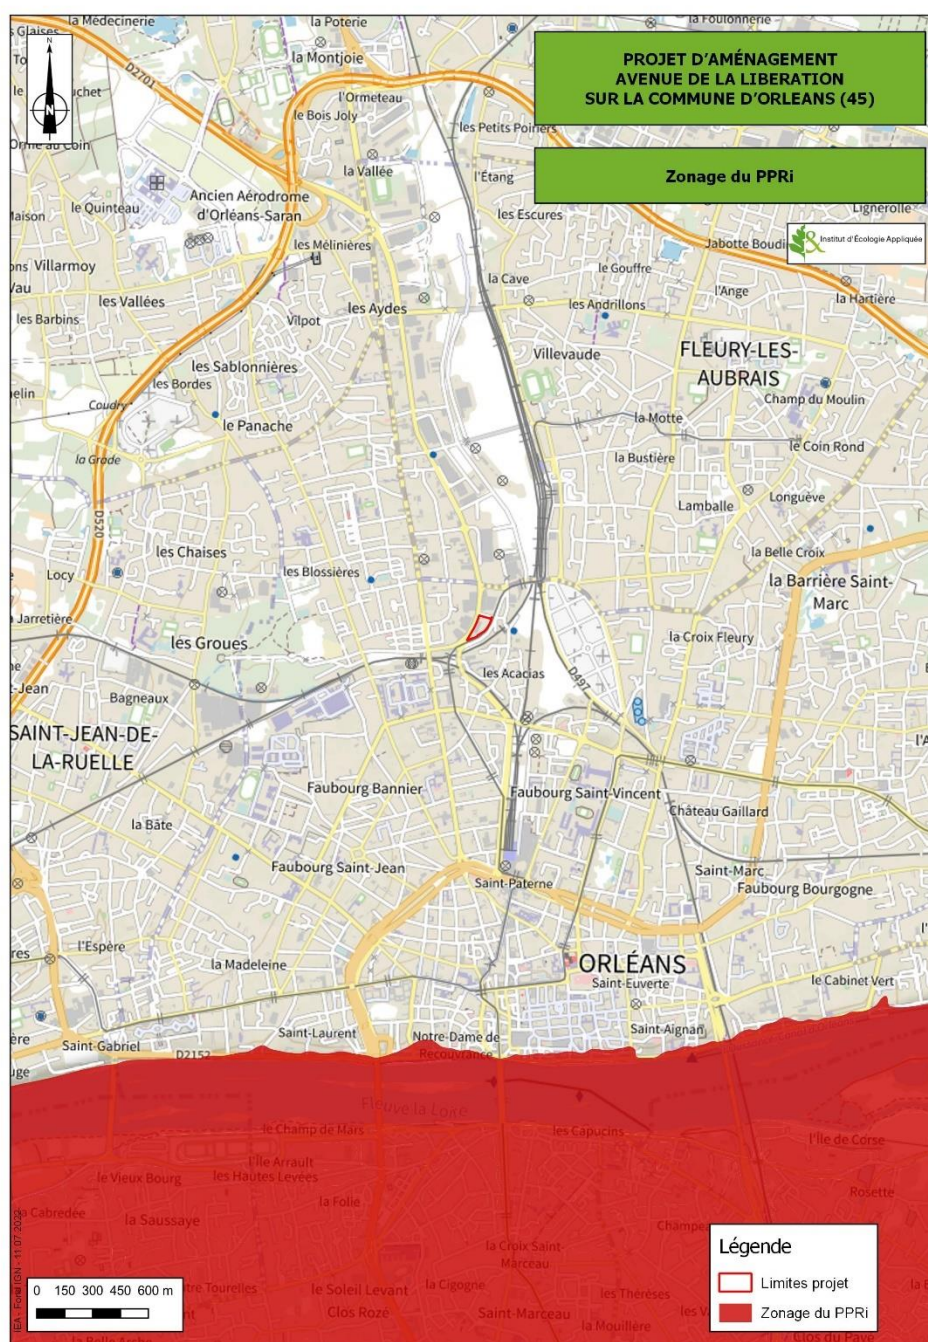 la Médecinerie
la Poterie
la Foulonnerie
s Glaises
la Montjoie
PROJET D'AMÉNAGEMENT
AVENUE DE LA LIBERATION
SUR LA COMMUNE D'ORLEANS (45)
D2701
N
N
l'Ormeteau
le Bois Joly
les Petits Poiriers
la Vallée
l'Étang
Zonage du PPRi
Ancien Aérodrome
d'Orléans-Saran
le Quinteau
les Escures
Lignerolle
Institut d'Écologie Appliquée
les Mélinières
Jabotte
Villarmoy
la Cave
le Gouffre
l'Ange
la Hartière
les Vallées
les Aydes
les Andrillons
les Barbins
Vilpot
Villevaude
FLEURY-LES-
AUBRAIS
les Sablonnières
les Bordes
Champ du Moulin
Coudry
le Panache
la Motte
la Grade
le Coin Rond
la Bustière
D520
Longuève
Lamballe
les Chaises
la Belle Croix
Locy
les Blossières
la Barrière Saint-
Marc
Jarretière
les Groues
la Croix Fleury
les Acacias
D497
t-Jean
Bagneaux
SAINT-JEAN-DE-
LA-RUELLE
Faubourg Bannier
Faubourg Saint-Vincent
Château Gaillard
la Bâte
Faubourg Saint-Jean
Saint-Marc
Saint-Paterne
Faubourg Bourgogne
l'Espère
la Madeleine
ORLÉANS
Saint-Euverte
le Cabinet Vert
Saint-Laurent
Notre-Dame de
Recouvrance
Saint-Aignan
Saint-Gabriel
D2152
Fleuve la Loire
le Champ de Mars
les Capucins
l'Île de Corse
l'Île Arrault
le Vieux Bourg
les Hautes Levées
la Folie
Rosette
la Cabredée
la Saussaye
la Croix Saint-
Marceau
Légende
Limites projet
Zonage du PPRi
0 150 300 450 600 m
le Soleil Levant
la Cigogne
les Thérèses
Clos Rozé
Saint-Marceau
la Mouillère